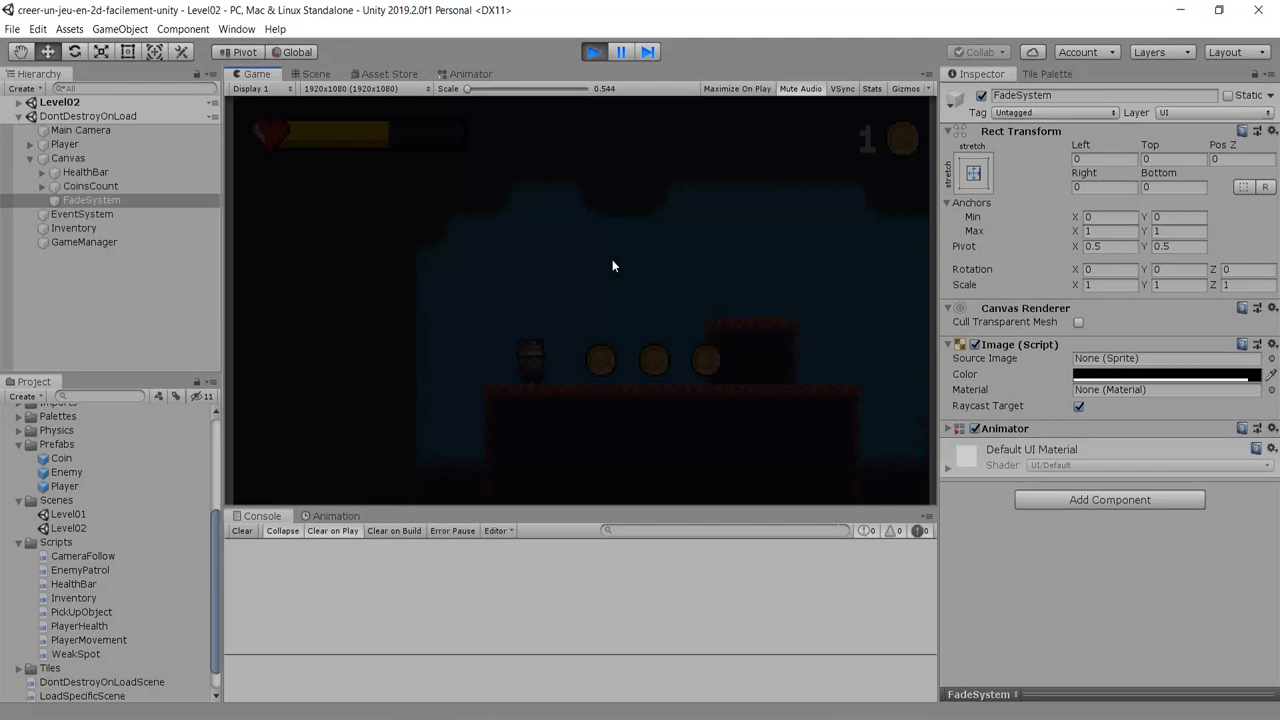 creer-un-jeu-en-2d-facilement-unity - Level02 - PC, Mac & Linux Standalone - Unity 2019.2.0f1 Personal <DX11>
File Edit Assets GameObject Component Window Help
Pivot Global Collab Account Layers Layout
Hierarchy
Create All
Level02
DontDestroyOnLoad
Main Camera
Player
Canvas
HealthBar
CoinsCount
FadeSystem
EventSystem
Inventory
GameManager
Project
Create 11
Imports
Palettes
Physics
Prefabs
Coin
Enemy
Player
Scenes
Level01
Level02
Scripts
CameraFollow
EnemyPatrol
HealthBar
Inventory
PickUpObject
PlayerHealth
PlayerMovement
WeakSpot
Tiles
DontDestroyOnLoadScene
LoadSpecificScene
Game Scene Asset Store Animator
Display 1 1920x1080 (1920x1080) Scale 0.544 Maximize On Play Mute Audio VSync Stats Gizmos
1
Console Animation
Clear Collapse Clear on Play Clear on Build Error Pause Editor 0 0 0
Inspector Tile Palette
FadeSystem Static
Tag Untagged Layer UI
Rect Transform
stretch Left Top Pos Z
stretch 0 0 0
Right Bottom
0 0 R
Anchors
Min X 0 Y 0
Max X 1 Y 1
Pivot X 0.5 Y 0.5
Rotation X 0 Y 0 Z 0
Scale X 1 Y 1 Z 1
Canvas Renderer
Cull Transparent Mesh
Image (Script)
Source Image None (Sprite)
Color
Material None (Material)
Raycast Target
Animator
Default UI Material
Shader UI/Default
Add Component
FadeSystem